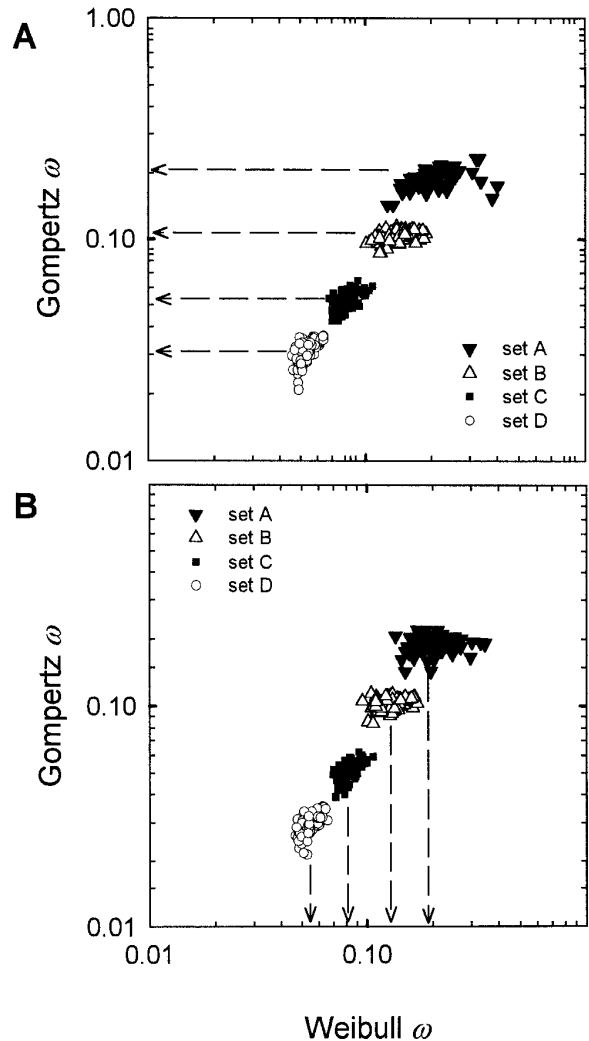 A
1.00
0.10
0.01
Gompertz ω
set A
set B
set C
set D
B
set A
set B
set C
set D
0.10
0.01
Gompertz ω
0.01
0.10
Weibull ω